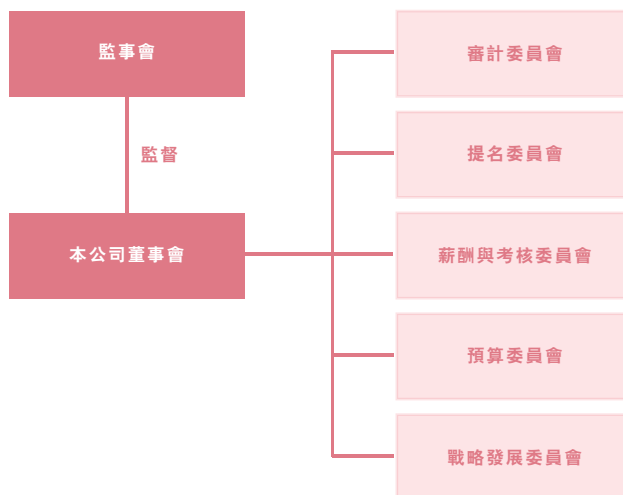 監事會
監督
本公司董事會
審計委員會
提名委員會
薪酬與考核委員會
預算委員會
戰略發展委員會